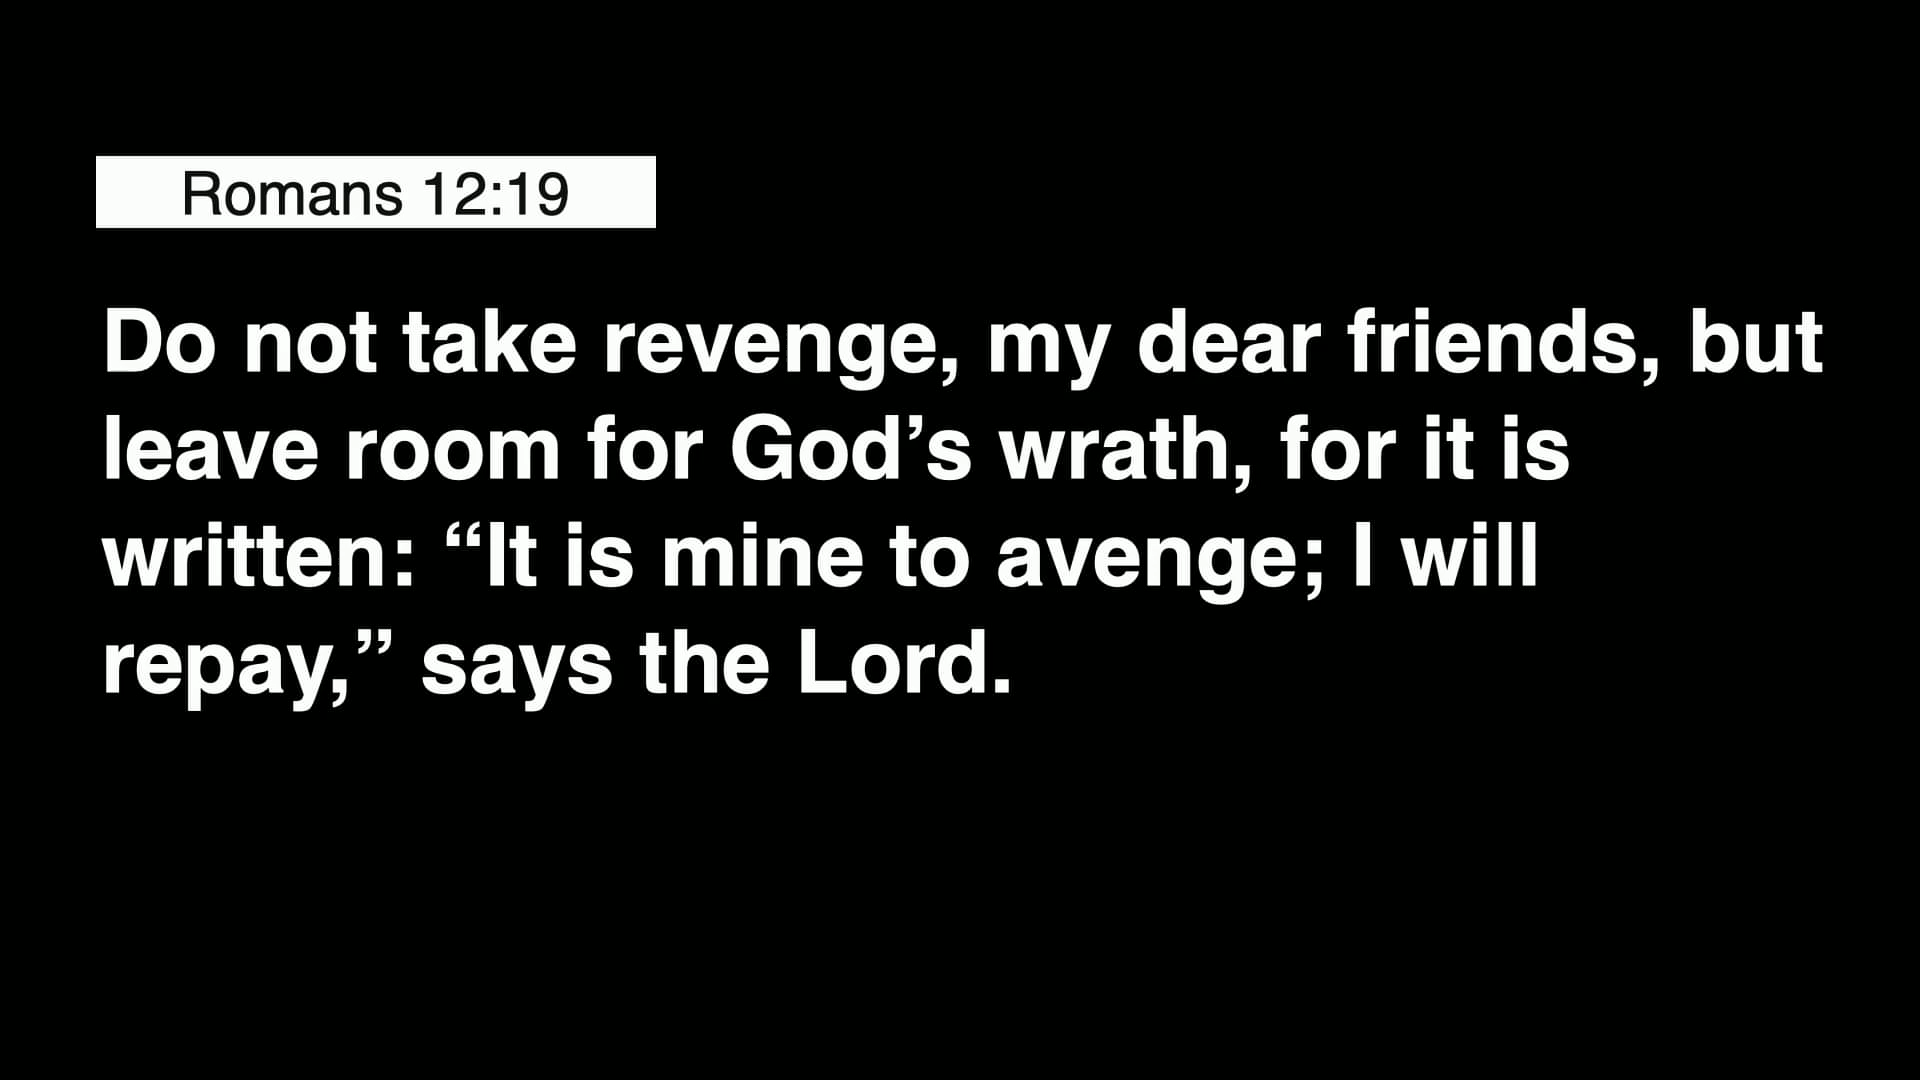 Romans 12:19
Do not take revenge, my dear friends, but
leave room for God’s wrath, for it is
written: “It is mine to avenge; I will
repay,” says the Lord.